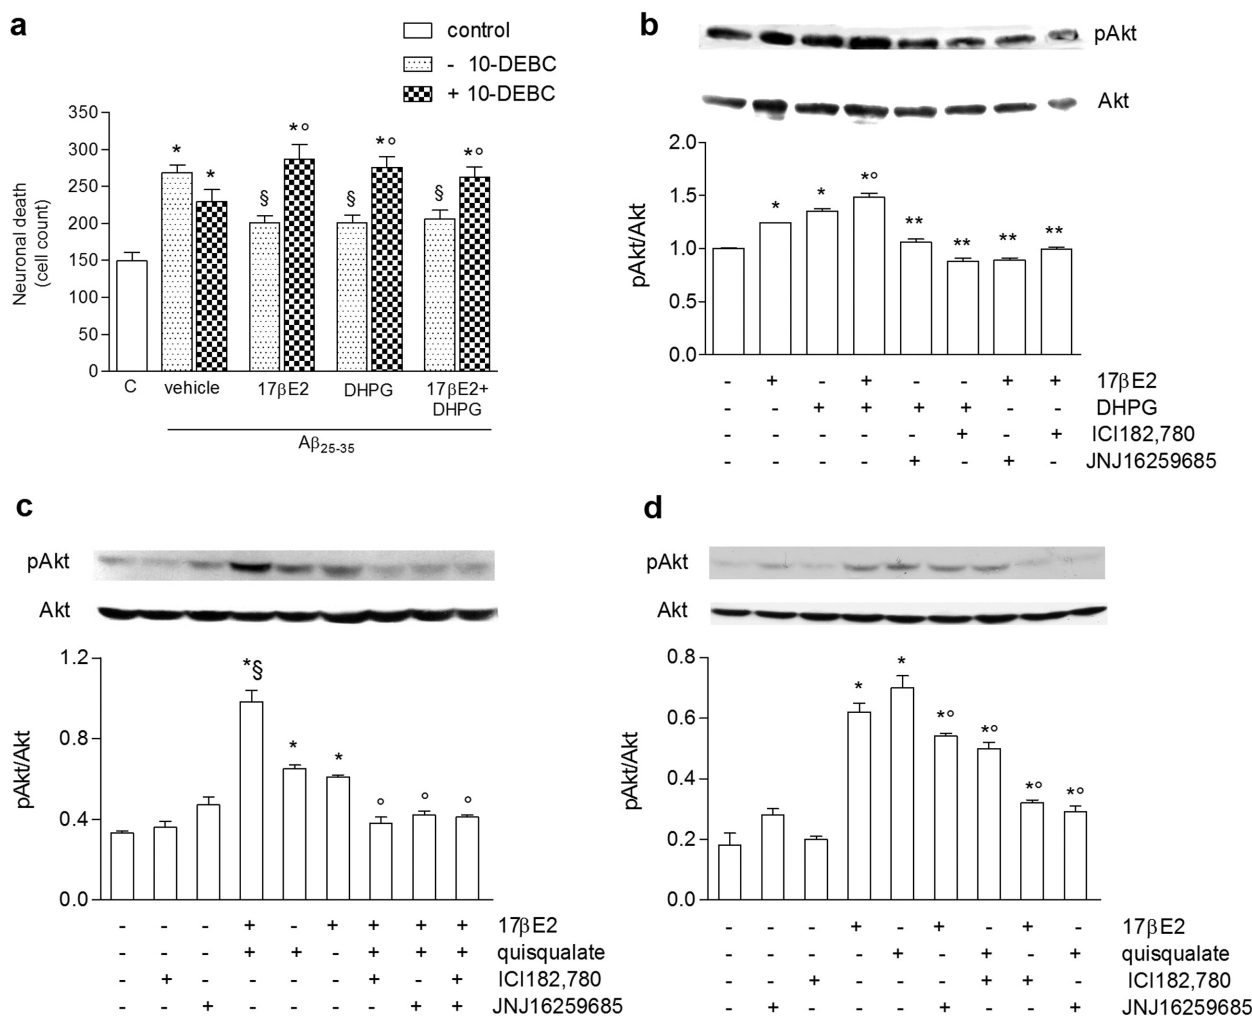 a
control
- 10-DEBC
+ 10-DEBC
350
300
250
200
150
100
50
0
Neuronal death
(cell count)
* * § *° § *° § *°
C vehicle 17βE2 DHPG 17βE2+
DHPG
Aβ25-35
b
pAkt
Akt
2.0
1.5
1.0
0.5
0.0
pAkt/Akt
* * *° ** ** ** **
- + - + - - + + 17βE2
- - + + + + - - DHPG
- - - - - + - + ICI182,780
- - - - + - + - JNJ16259685
c
pAkt
Akt
1.2
0.8
0.4
0.0
pAkt/Akt
*§ * * ° ° °
- - - + - + + + + 17βE2
- - - + + - + + + quisqualate
- + - - - - + - + ICI182,780
- - + - - - - + + JNJ16259685
d
pAkt
Akt
0.8
0.6
0.4
0.2
0.0
pAkt/Akt
* * *° *° *° *°
- - - + - + - + - 17βE2
- - - - + - + - + quisqualate
- - + - - - + + - ICI182,780
- + - - - + - - + JNJ16259685